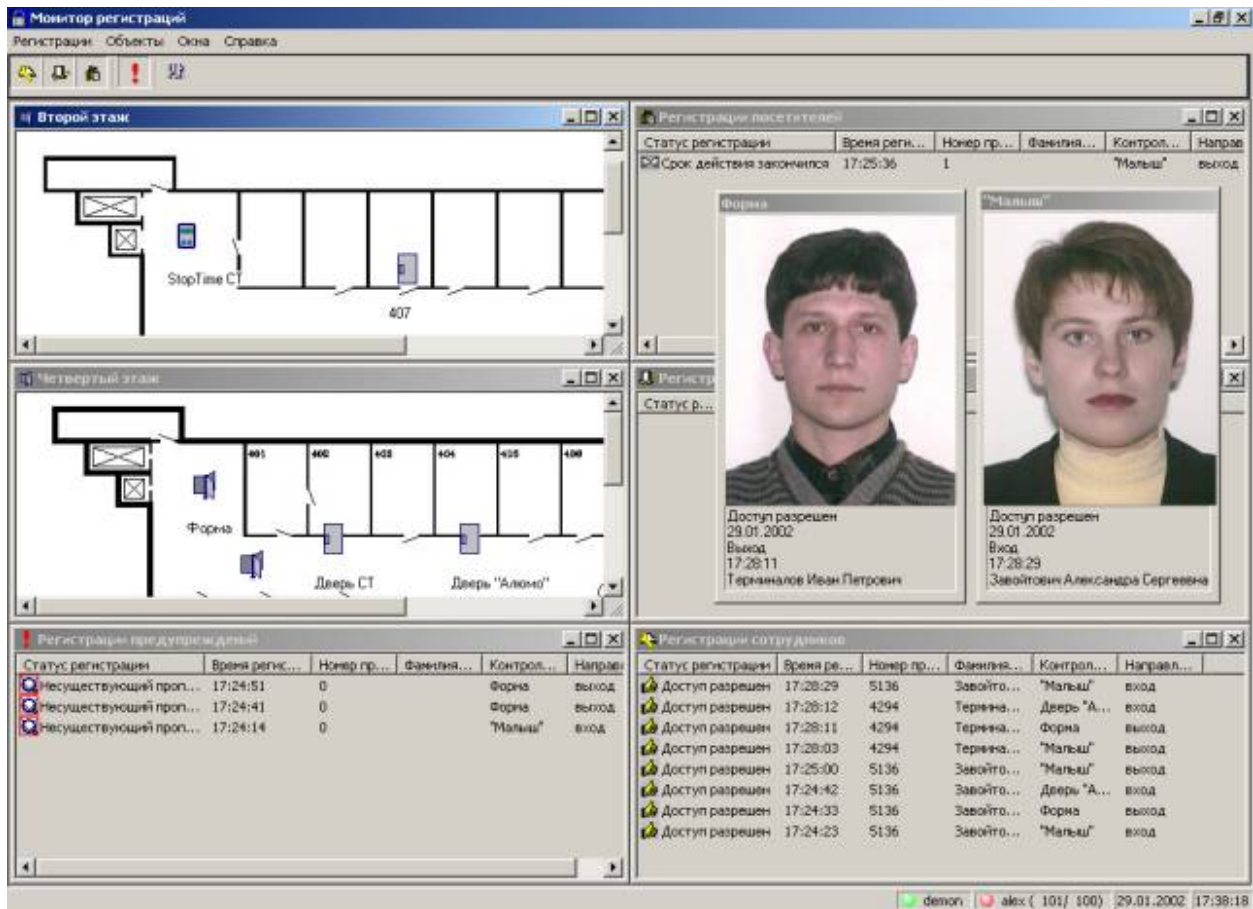 Монитор регистраций
Регистрации Объекты Окна Справка
Второй этаж
StopTime CT
407
Регистрации посетителей
Статус регистрации Время реги... Номер пр... Фамилия... Контрол... Направ
Срок действия закончился 17:25:36 1 "Малыш" выход
Форма
Доступ разрешен
29.01.2002
Выход
17:28:11
Терминалов Иван Петрович
"Малыш"
Доступ разрешен
29.01.2002
Вход
17:28:29
Завойтович Александра Сергеевна
Четвертый этаж
401 402 403 404
Форма
Дверь СТ
Дверь "Алюмо"
Регистр
Статус р...
Регистрации предупреждений
Статус регистрации Время регис... Номер пр... Фамилия... Контрол... Направ
Несуществующий проп... 17:24:51 0 Форма выход
Несуществующий проп... 17:24:41 0 Форма выход
Несуществующий проп... 17:24:14 0 "Малыш" вход
Регистрации сотрудников
Статус регистрации Время ре... Номер пр... Фамилия... Контрол... Направл...
Доступ разрешен 17:28:29 5136 Завойто... "Малыш" вход
Доступ разрешен 17:28:12 4294 Термина... Дверь "А... вход
Доступ разрешен 17:28:11 4294 Термина... Форма выход
Доступ разрешен 17:28:03 4294 Термина... "Малыш" выход
Доступ разрешен 17:25:00 5136 Завойто... "Малыш" выход
Доступ разрешен 17:24:42 5136 Завойто... Дверь "А... вход
Доступ разрешен 17:24:33 5136 Завойто... Форма выход
Доступ разрешен 17:24:23 5136 Завойто... "Малыш" вход
demon alex ( 101/ 100) 29.01.2002 17:38:18